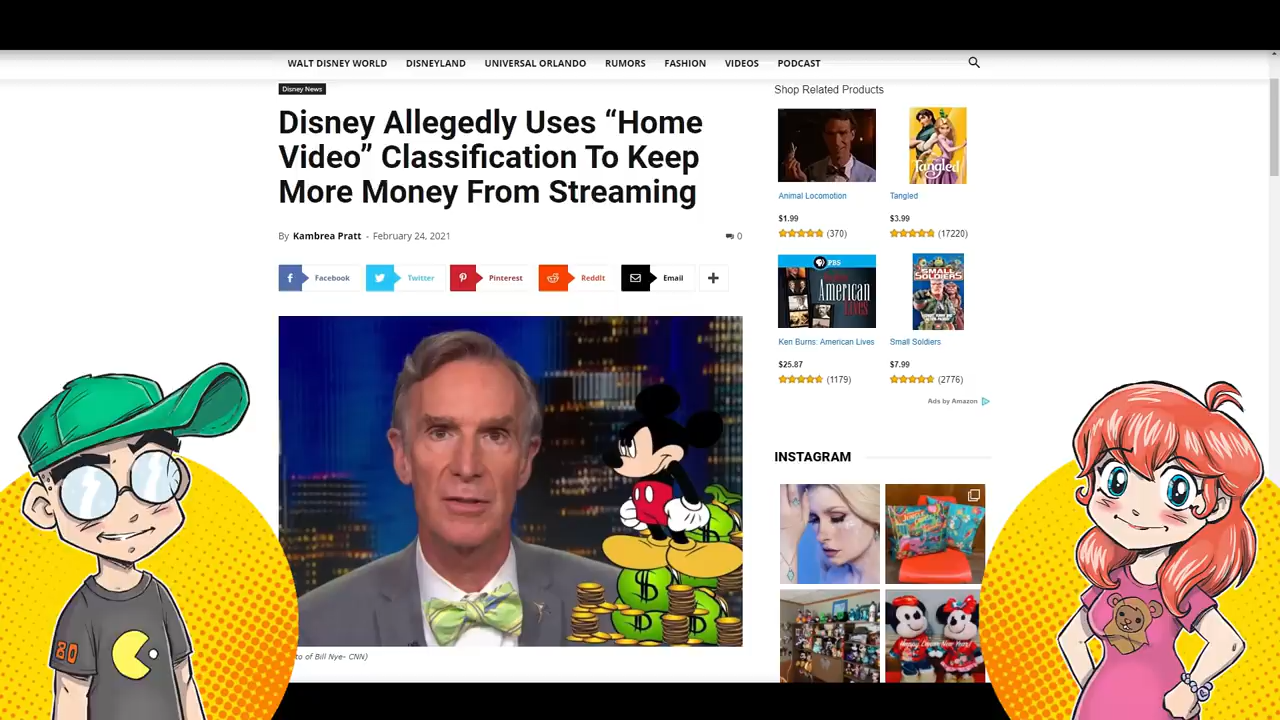 WALT DISNEY WORLD DISNEYLAND UNIVERSAL ORLANDO RUMORS FASHION VIDEOS PODCAST
Disney News
Disney Allegedly Uses “Home
Video” Classification To Keep
More Money From Streaming
By Kambrea Pratt - February 24, 2021
0
Facebook Twitter Pinterest ReddIt Email
to of Bill Nye- CNN)
Shop Related Products
Tangled
Animal Locomotion Tangled
$1.99 $3.99
(370) (17220)
PBS
American
Lives
SMALL
SOLDIERS
Ken Burns: American Lives Small Soldiers
$25.87 $7.99
(1179) (2776)
Ads by Amazon
INSTAGRAM
80